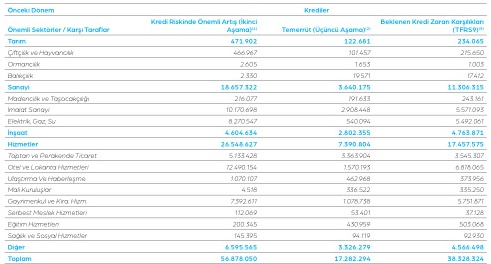 Önceki Dönem Krediler
Önemli Sektörler / Karşı Taraflar Kredi Riskinde Önemli Artış (İkinci Aşama)(1) Temerrüt (Üçüncü Aşama)(2) Beklenen Kredi Zararı Karşılıkları (TFRS9)(3)
Tarım 471.902 122.681 234.065
Çiftçilik ve Hayvancılık 466.967 101.457 215.650
Ormancılık 2.605 1.653 1.003
Balıkçılık 2.330 19.571 17.412
Sanayi 18.657.322 3.640.175 11.306.315
Madencilik ve Taşocakçılığı 216.077 191.633 243.161
İmalat Sanayi 10.170.698 2.908.448 5.571.093
Elektrik, Gaz, Su 8.270.547 540.094 5.492.061
İnşaat 4.604.634 2.802.355 4.763.871
Hizmetler 26.548.627 7.390.804 17.457.575
Toptan ve Perakende Ticaret 5.133.428 3.363.904 3.545.307
Otel ve Lokanta Hizmetleri 12.490.154 1.570.193 6.818.065
Ulaştırma Ve Haberleşme 1.070.107 462.968 373.956
Mali Kuruluşlar 4.518 336.522 335.250
Gayrimenkul ve Kira. Hizm. 7.392.611 1.078.738 5.751.871
Serbest Meslek Hizmetleri 112.069 53.401 37.128
Eğitim Hizmetleri 200.345 430.959 503.068
Sağlık ve Sosyal Hizmetler 145.395 94.119 92.930
Diğer 6.595.565 3.326.279 4.566.498
Toplam 56.878.050 17.282.294 38.328.324